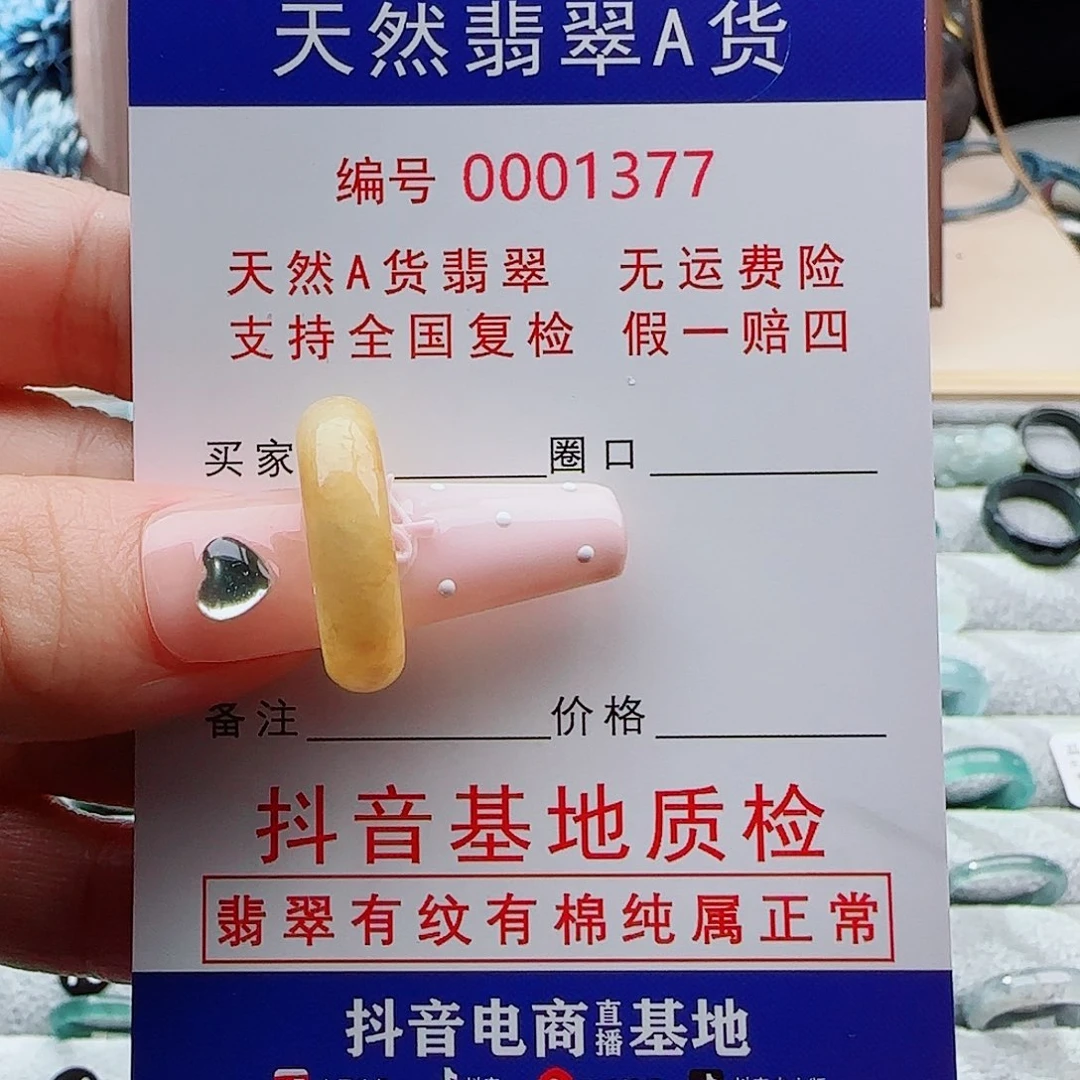 天然翡翠A货
编号 0001377
天然A货翡翠 无运费险
支持全国复检 假一赔四
买家 圈口
备注 价格
抖音基地质检
翡翠有纹有棉纯属正常
抖音电商直播基地